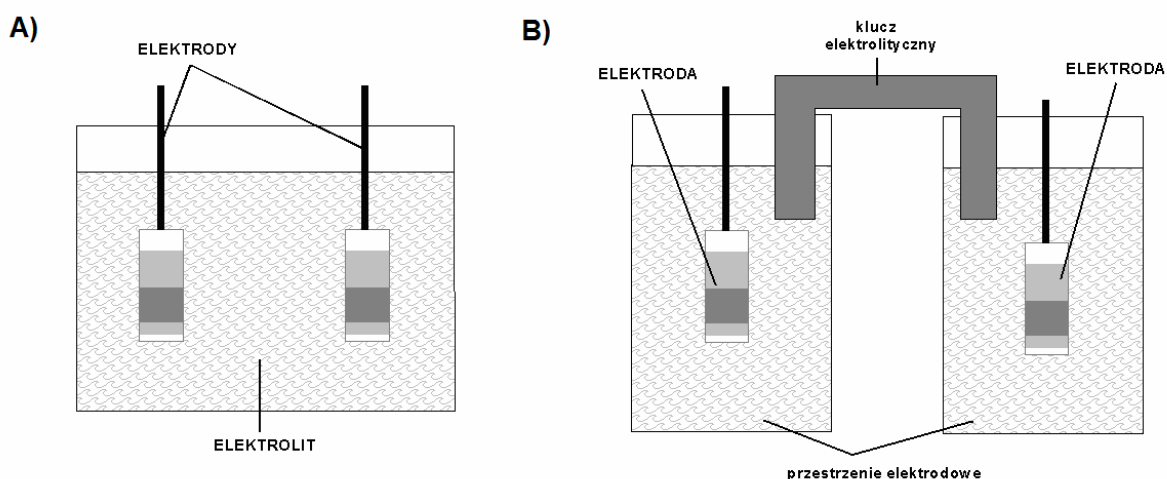 A)
ELEKTRODY
ELEKTROLIT
B)
klucz
elektrolityczny
ELEKTRODA
ELEKTRODA
przestrzenie elektrodowe